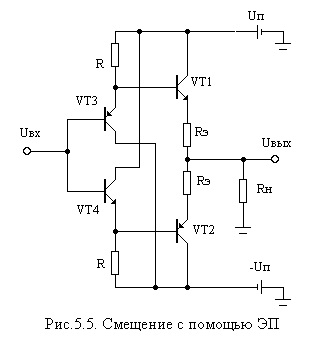 Uп
R
VT1
VT3
Rэ
Uвх
Uвых
Rэ
Rн
VT4
VT2
R
-Uп
Рис.5.5. Смещение с помощью ЭП